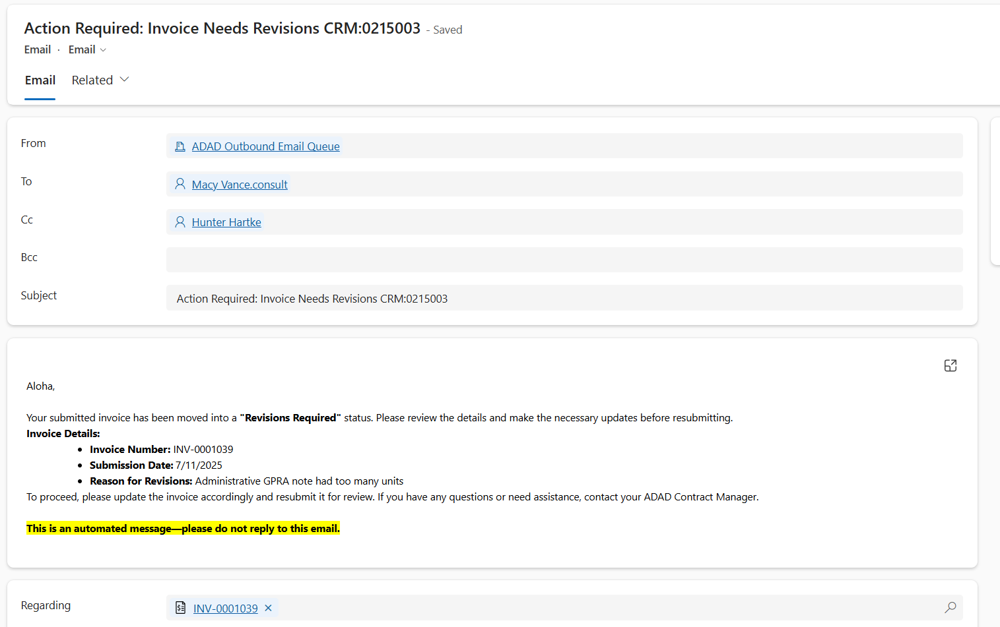 Action Required: Invoice Needs Revisions CRM:0215003 - Saved
Email · Email
Email Related
From ADAD Outbound Email Queue
To Macy Vance.consult
Cc Hunter Hartke
Bcc
Subject Action Required: Invoice Needs Revisions CRM:0215003
Aloha,
Your submitted invoice has been moved into a "Revisions Required" status. Please review the details and make the necessary updates before resubmitting.
Invoice Details:
• Invoice Number: INV-0001039
• Submission Date: 7/11/2025
• Reason for Revisions: Administrative GPRA note had too many units
To proceed, please update the invoice accordingly and resubmit it for review. If you have any questions or need assistance, contact your ADAD Contract Manager.
This is an automated message—please do not reply to this email.
Regarding INV-0001039